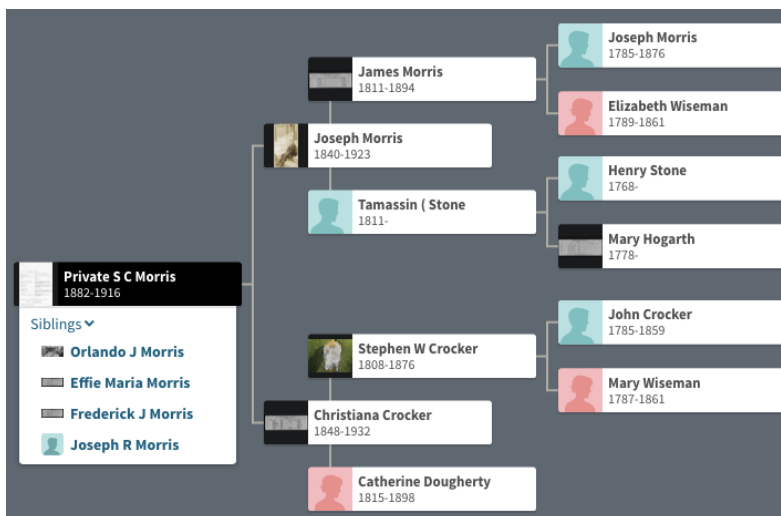 Joseph Morris
1785-1876
James Morris
1811-1894
Elizabeth Wiseman
1789-1861
Joseph Morris
1840-1923
Henry Stone
1768-
Tamassin ( Stone
1811-
Mary Hogarth
1778-
Private S C Morris
1882-1916
Siblings
Orlando J Morris
Effie Maria Morris
Frederick J Morris
Joseph R Morris
John Crocker
1785-1859
Stephen W Crocker
1808-1876
Mary Wiseman
1787-1861
Christiana Crocker
1848-1932
Catherine Dougherty
1815-1898